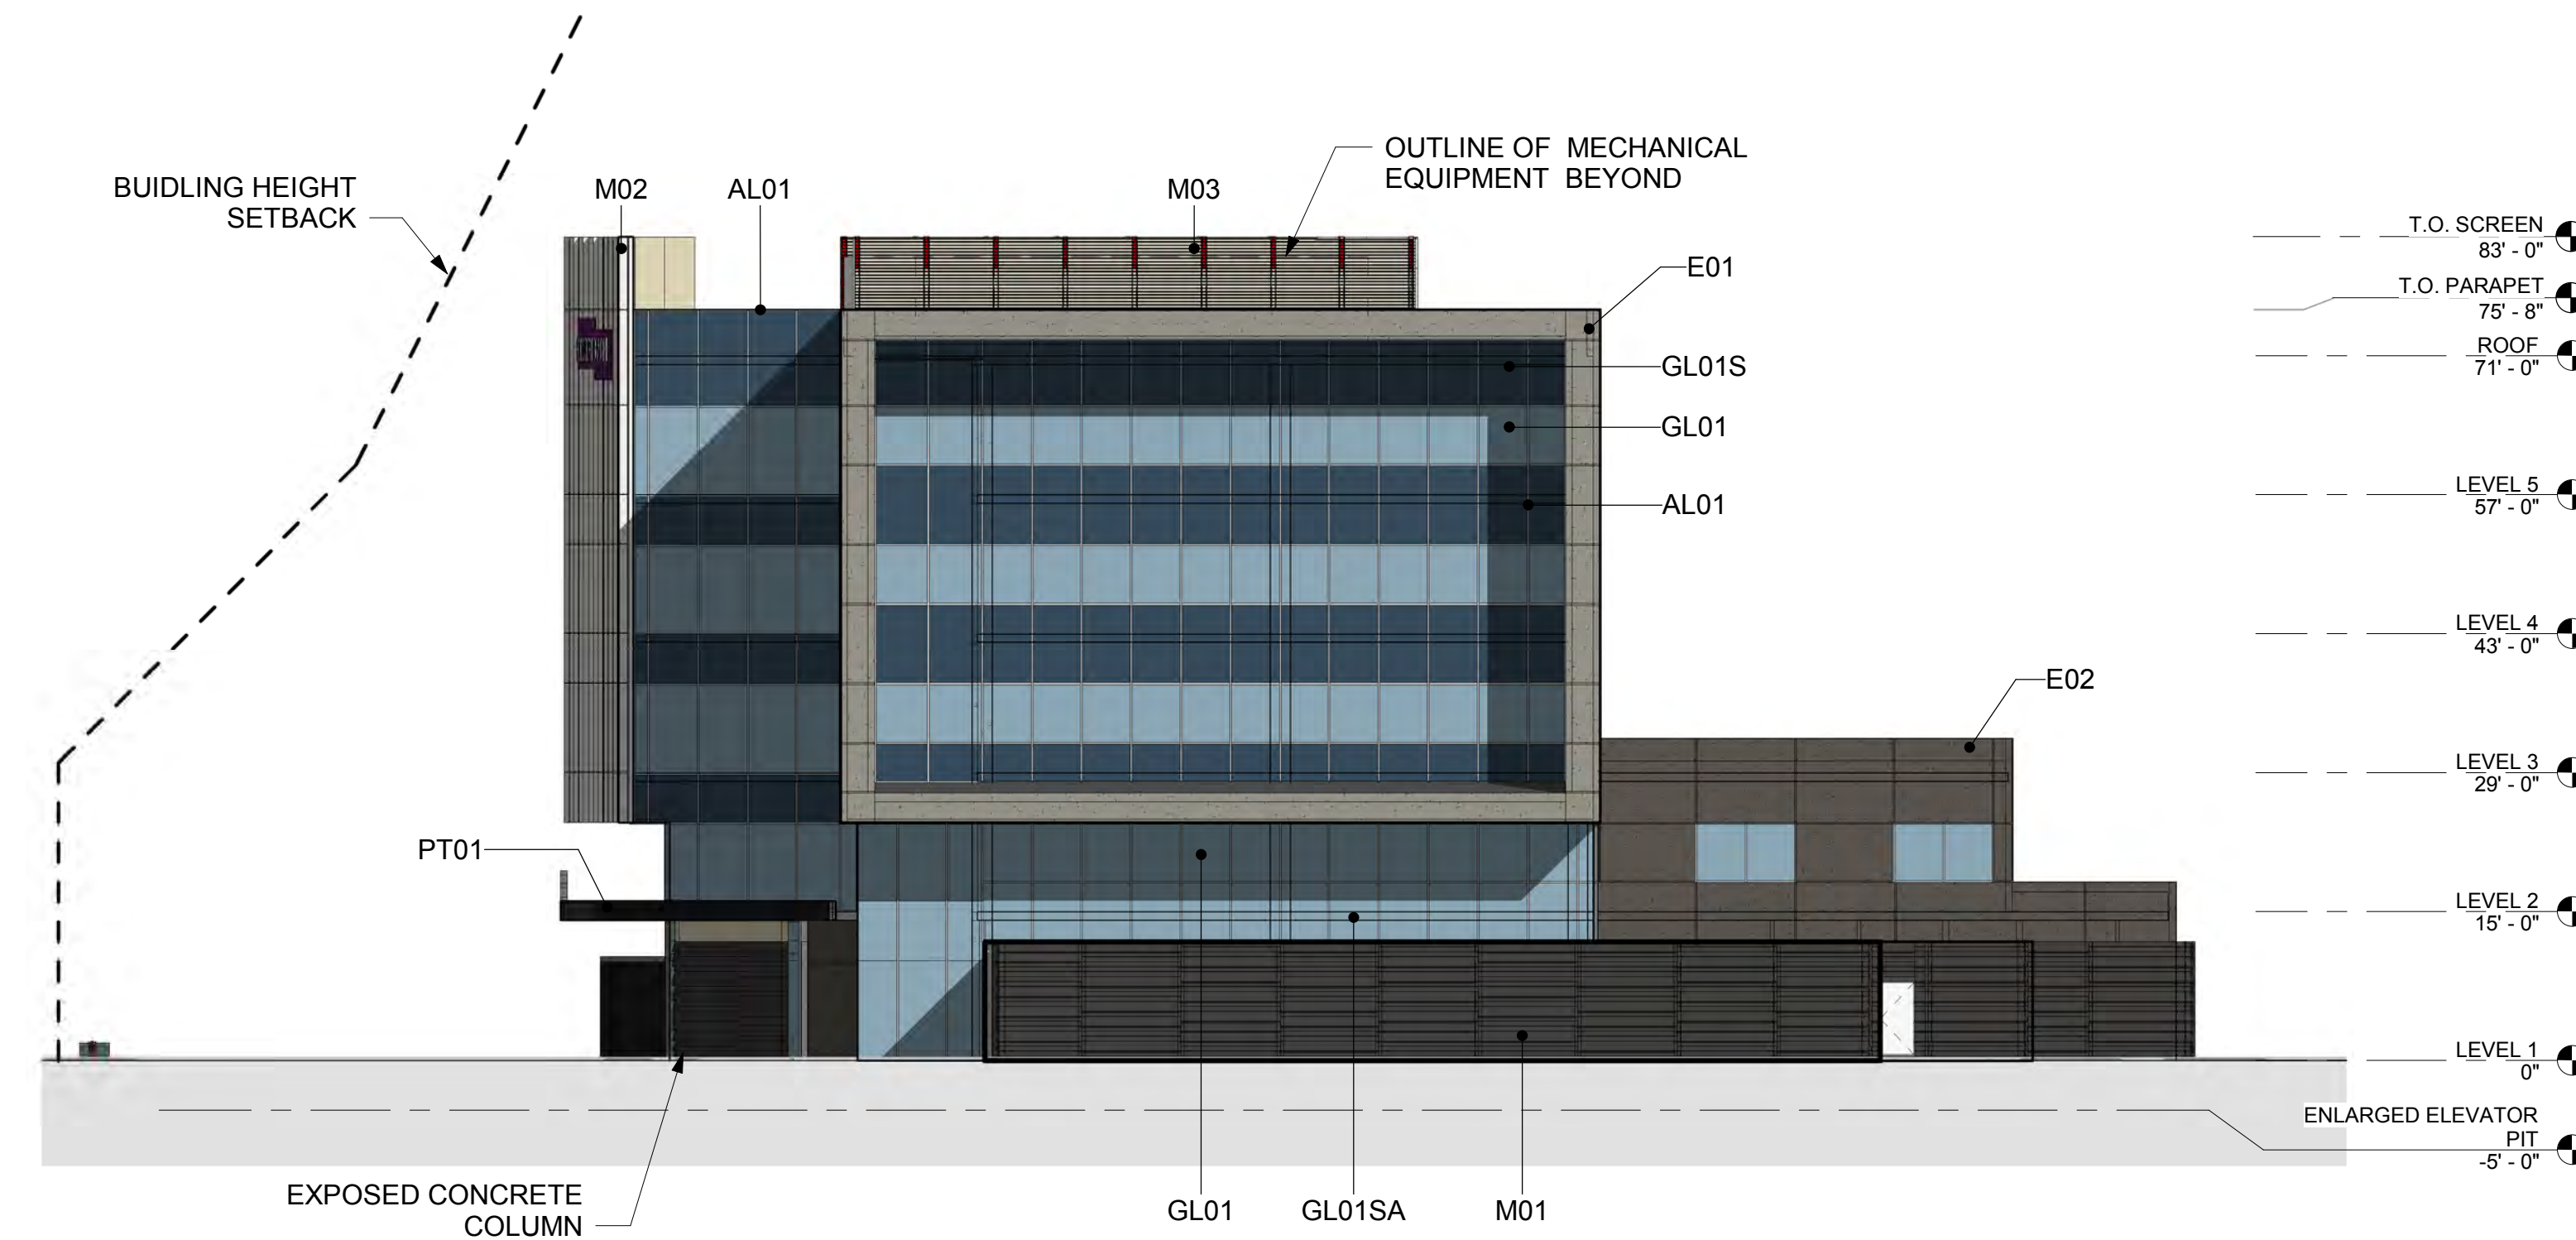 OUTLINE OF MECHANICAL
EQUIPMENT BEYOND
BUIDLING HEIGHT
SETBACK
M02
AL01
M03
T.O. SCREEN
83' - 0"
E01
T.O. PARAPET
75' - 8"
ROOF
71' - 0"
GL01S
GL01
LEVEL 5
57' - 0"
AL01
LEVEL 4
43' - 0"
E02
LEVEL 3
29' - 0"
PT01
LEVEL 2
15' - 0"
LEVEL 1
0"
ENLARGED ELEVATOR
PIT
-5' - 0"
EXPOSED CONCRETE
COLUMN
GL01
GL01SA
M01